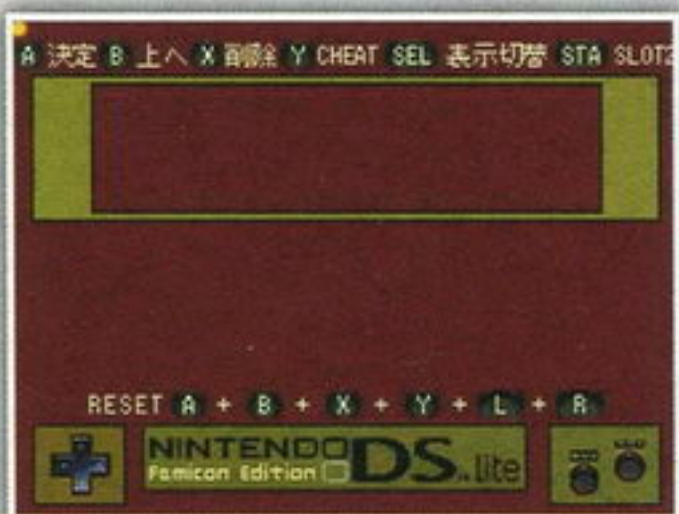 A 決定 B 上へ X 削除 Y CHEAT SEL 表示切替 STA SLOT2
RESET A + B + X + Y + L + R
NINTENDO DS Lite
Famicon Edition